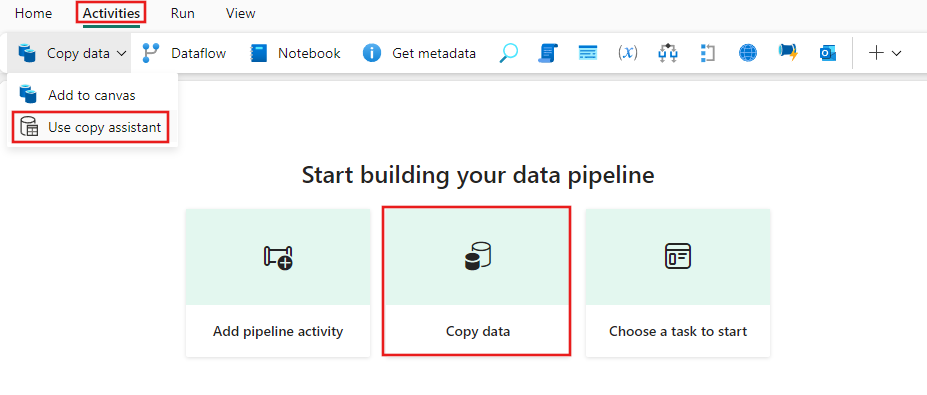 Home Activities Run View
Copy data Dataflow Notebook Get metadata (x)
Add to canvas
Use copy assistant
Start building your data pipeline
Add pipeline activity Copy data Choose a task to start